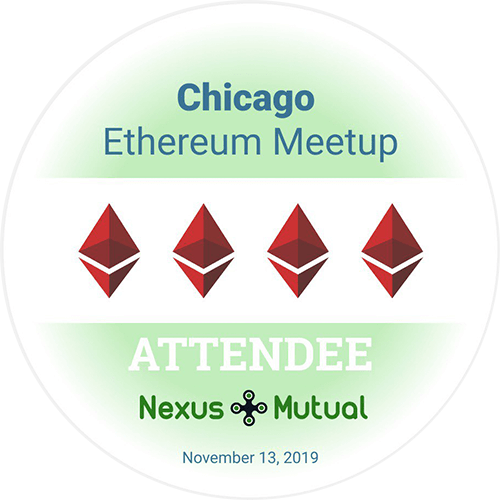 Chicago
Ethereum Meetup
ATTENDEE
Nexus Mutual
November 13, 2019